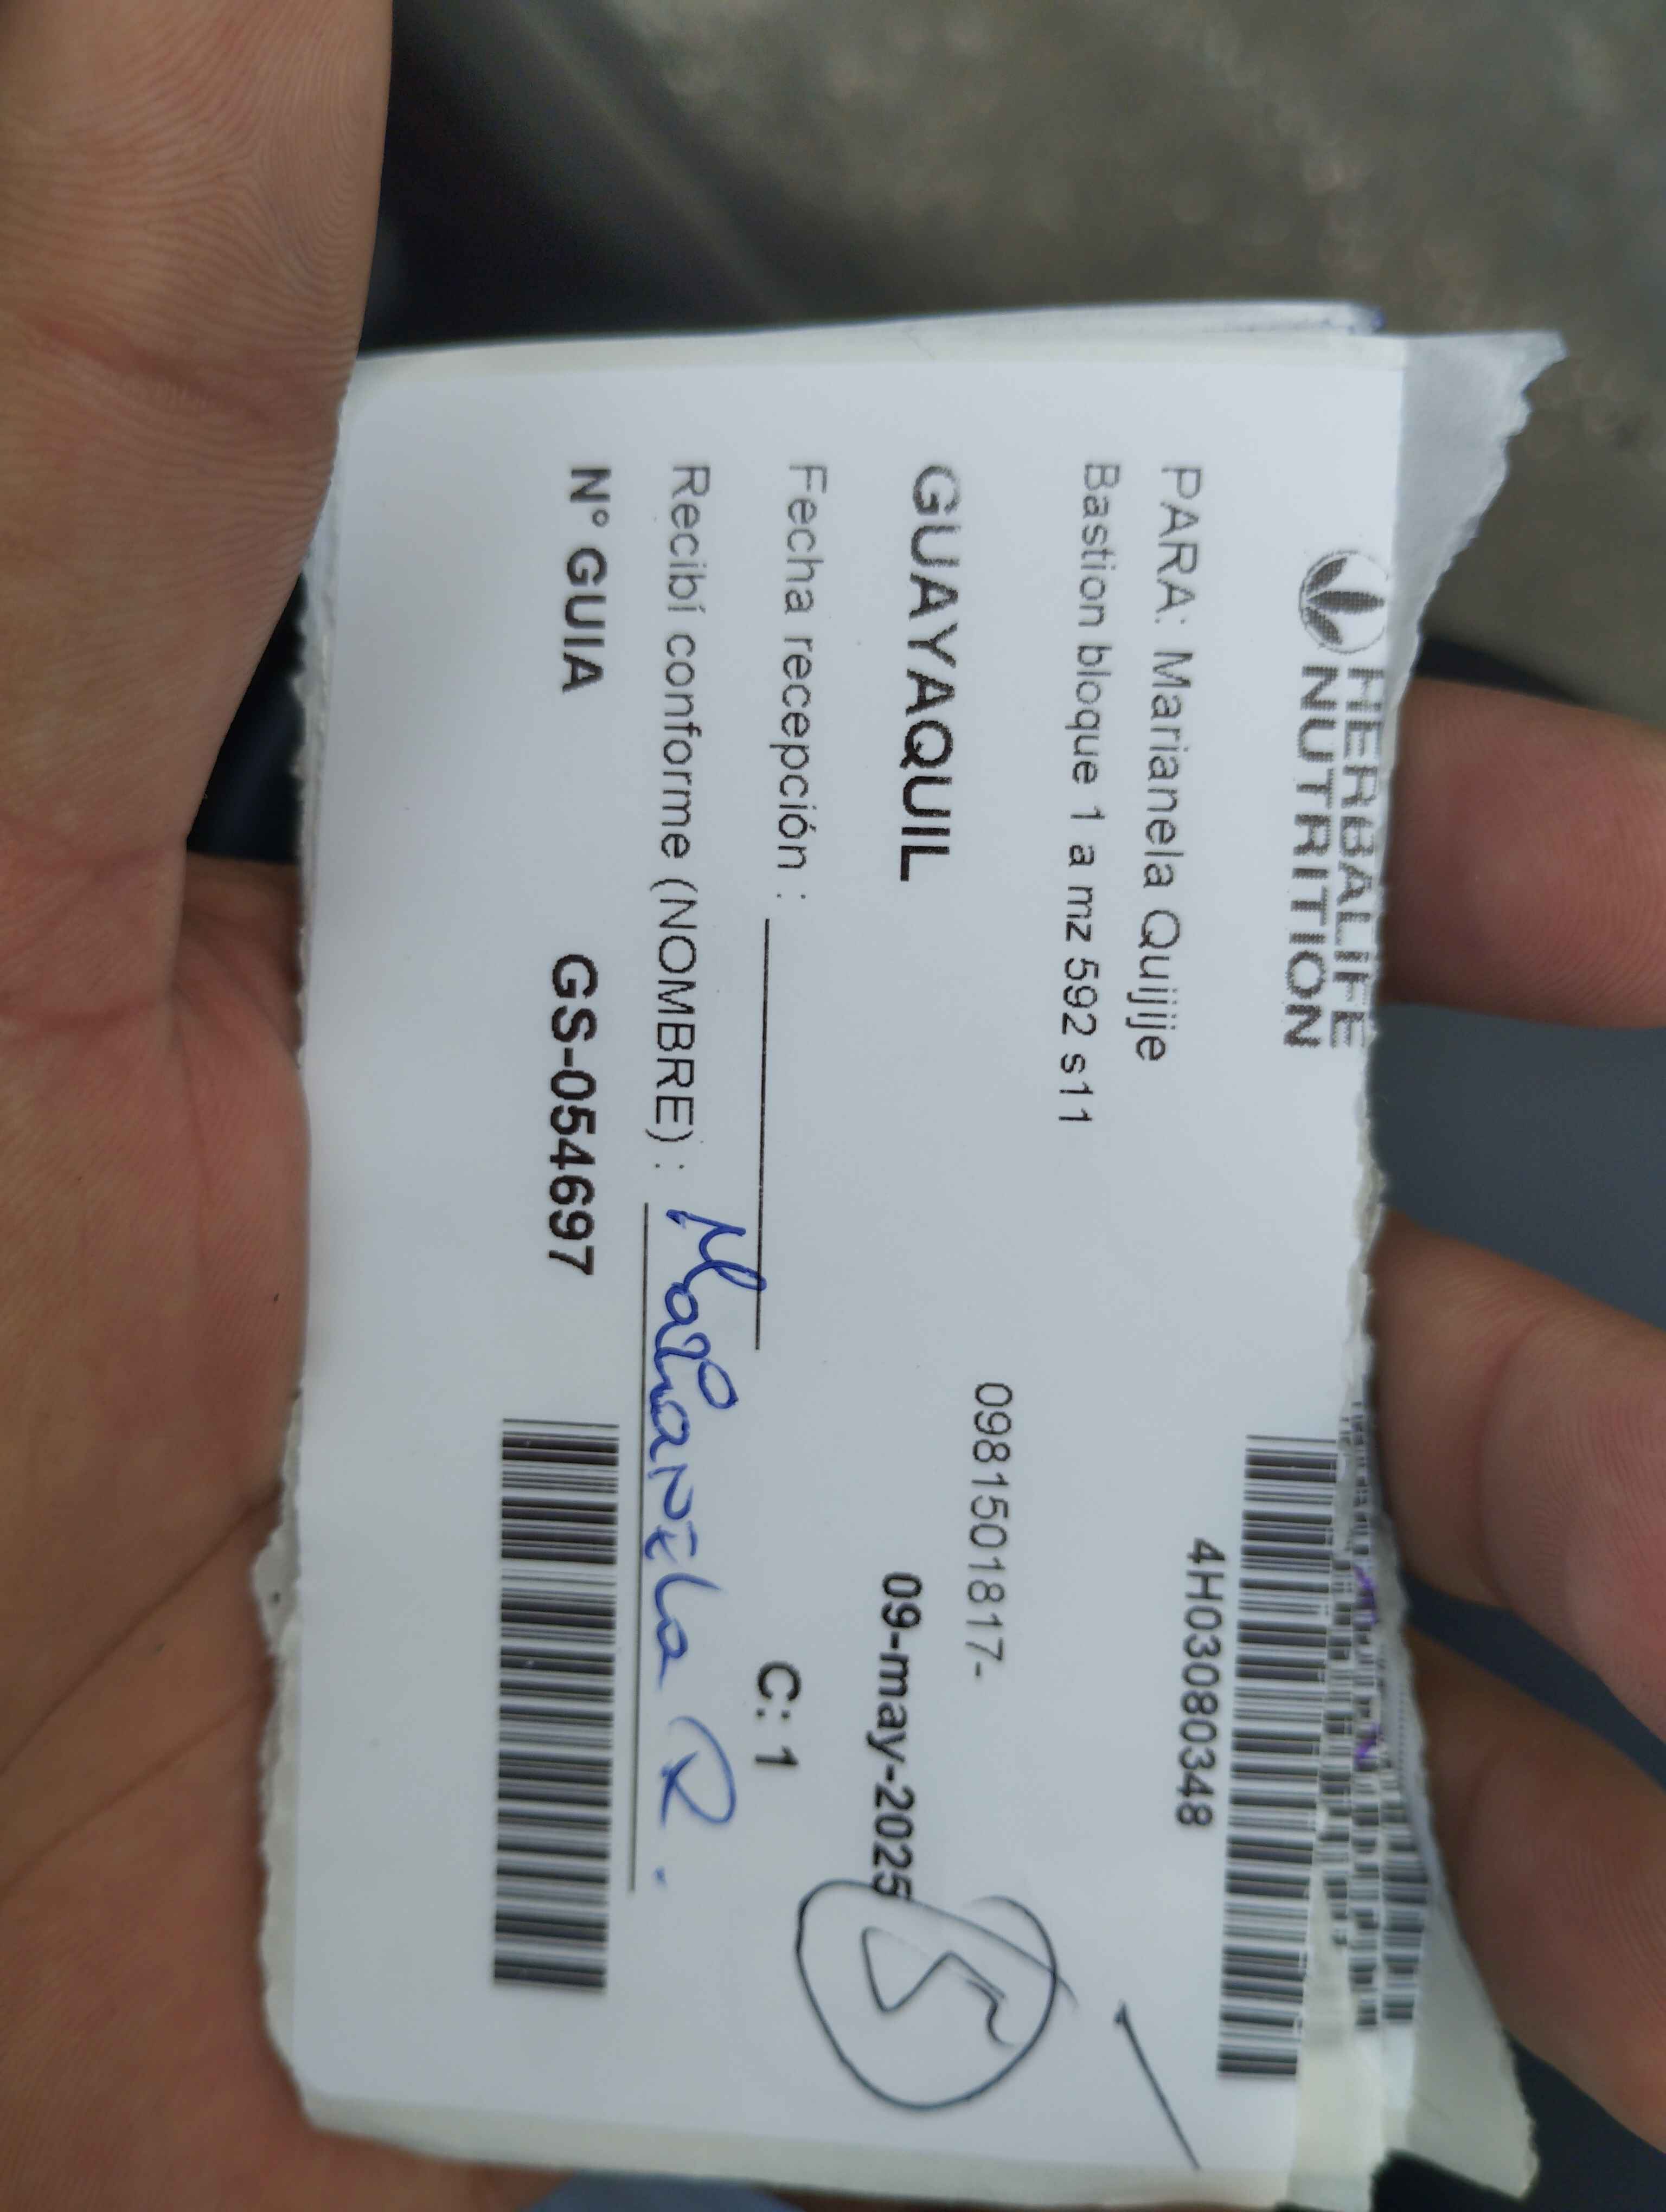 HERBALIFE
NUTRITION
4H03080348
PARA: Marianela Quijije
Bastion bloque 1 a mz 592 s11
0981501817-
GUAYAQUIL
09-may-2025
5
Fecha recepción :
C: 1
Recibí conforme (NOMBRE) : Marianela R.
N° GUIA GS-054697